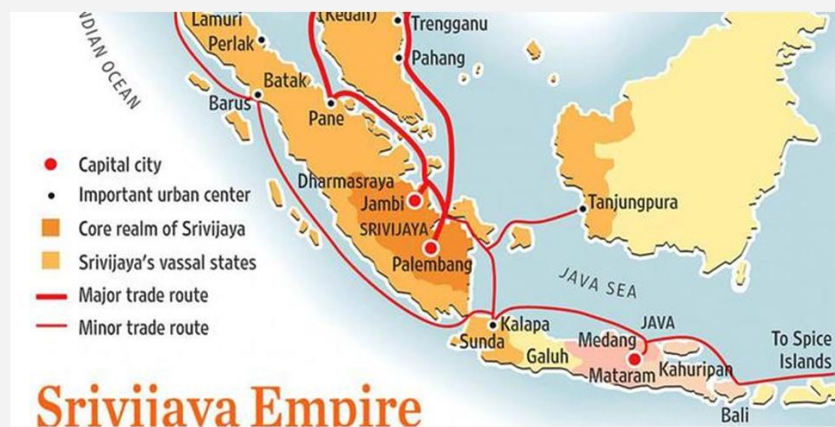 Lamuri
(Kedah)
Trengganu
Perlak
Pahang
INDIAN OCEAN
Batak
Barus
Pane
Capital city
Important urban center
Core realm of Srivijaya
Srivijaya's vassal states
Major trade route
Minor trade route
Dharmasraya
Jambi
SRIVIJAYA
Palembang
Tanjungpura
JAVA SEA
Kalapa
Sunda
Galuh
Medang
JAVA
Mataram
Kahuripan
Bali
To Spice
Islands
Srivijaya Empire